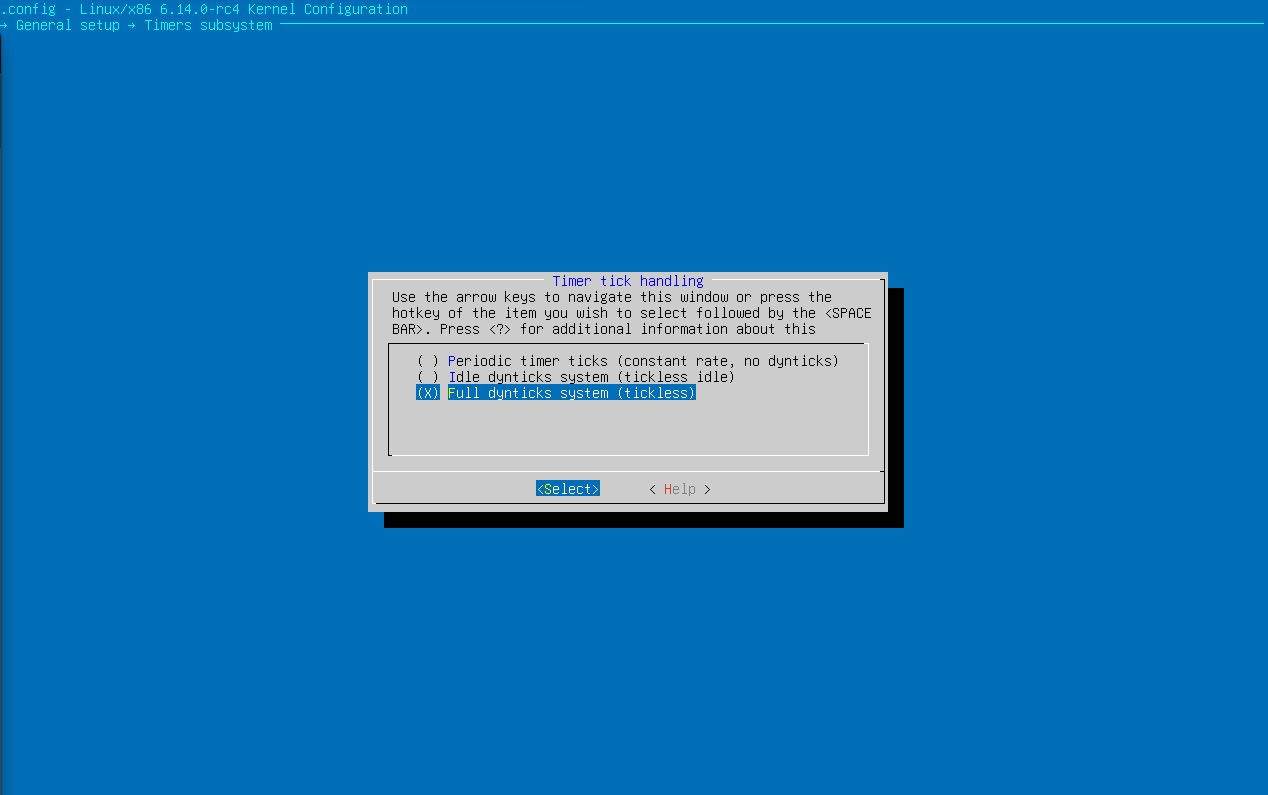 .config - Linux/x86 6.14.0-rc4 Kernel Configuration
→ General setup → Timers subsystem
Timer tick handling
Use the arrow keys to navigate this window or press the
hotkey of the item you wish to select followed by the <SPACE
BAR>. Press <?> for additional information about this
( ) Periodic timer ticks (constant rate, no dynticks)
( ) Idle dynticks system (tickless idle)
(X) Full dynticks system (tickless)
<Select> < Help >